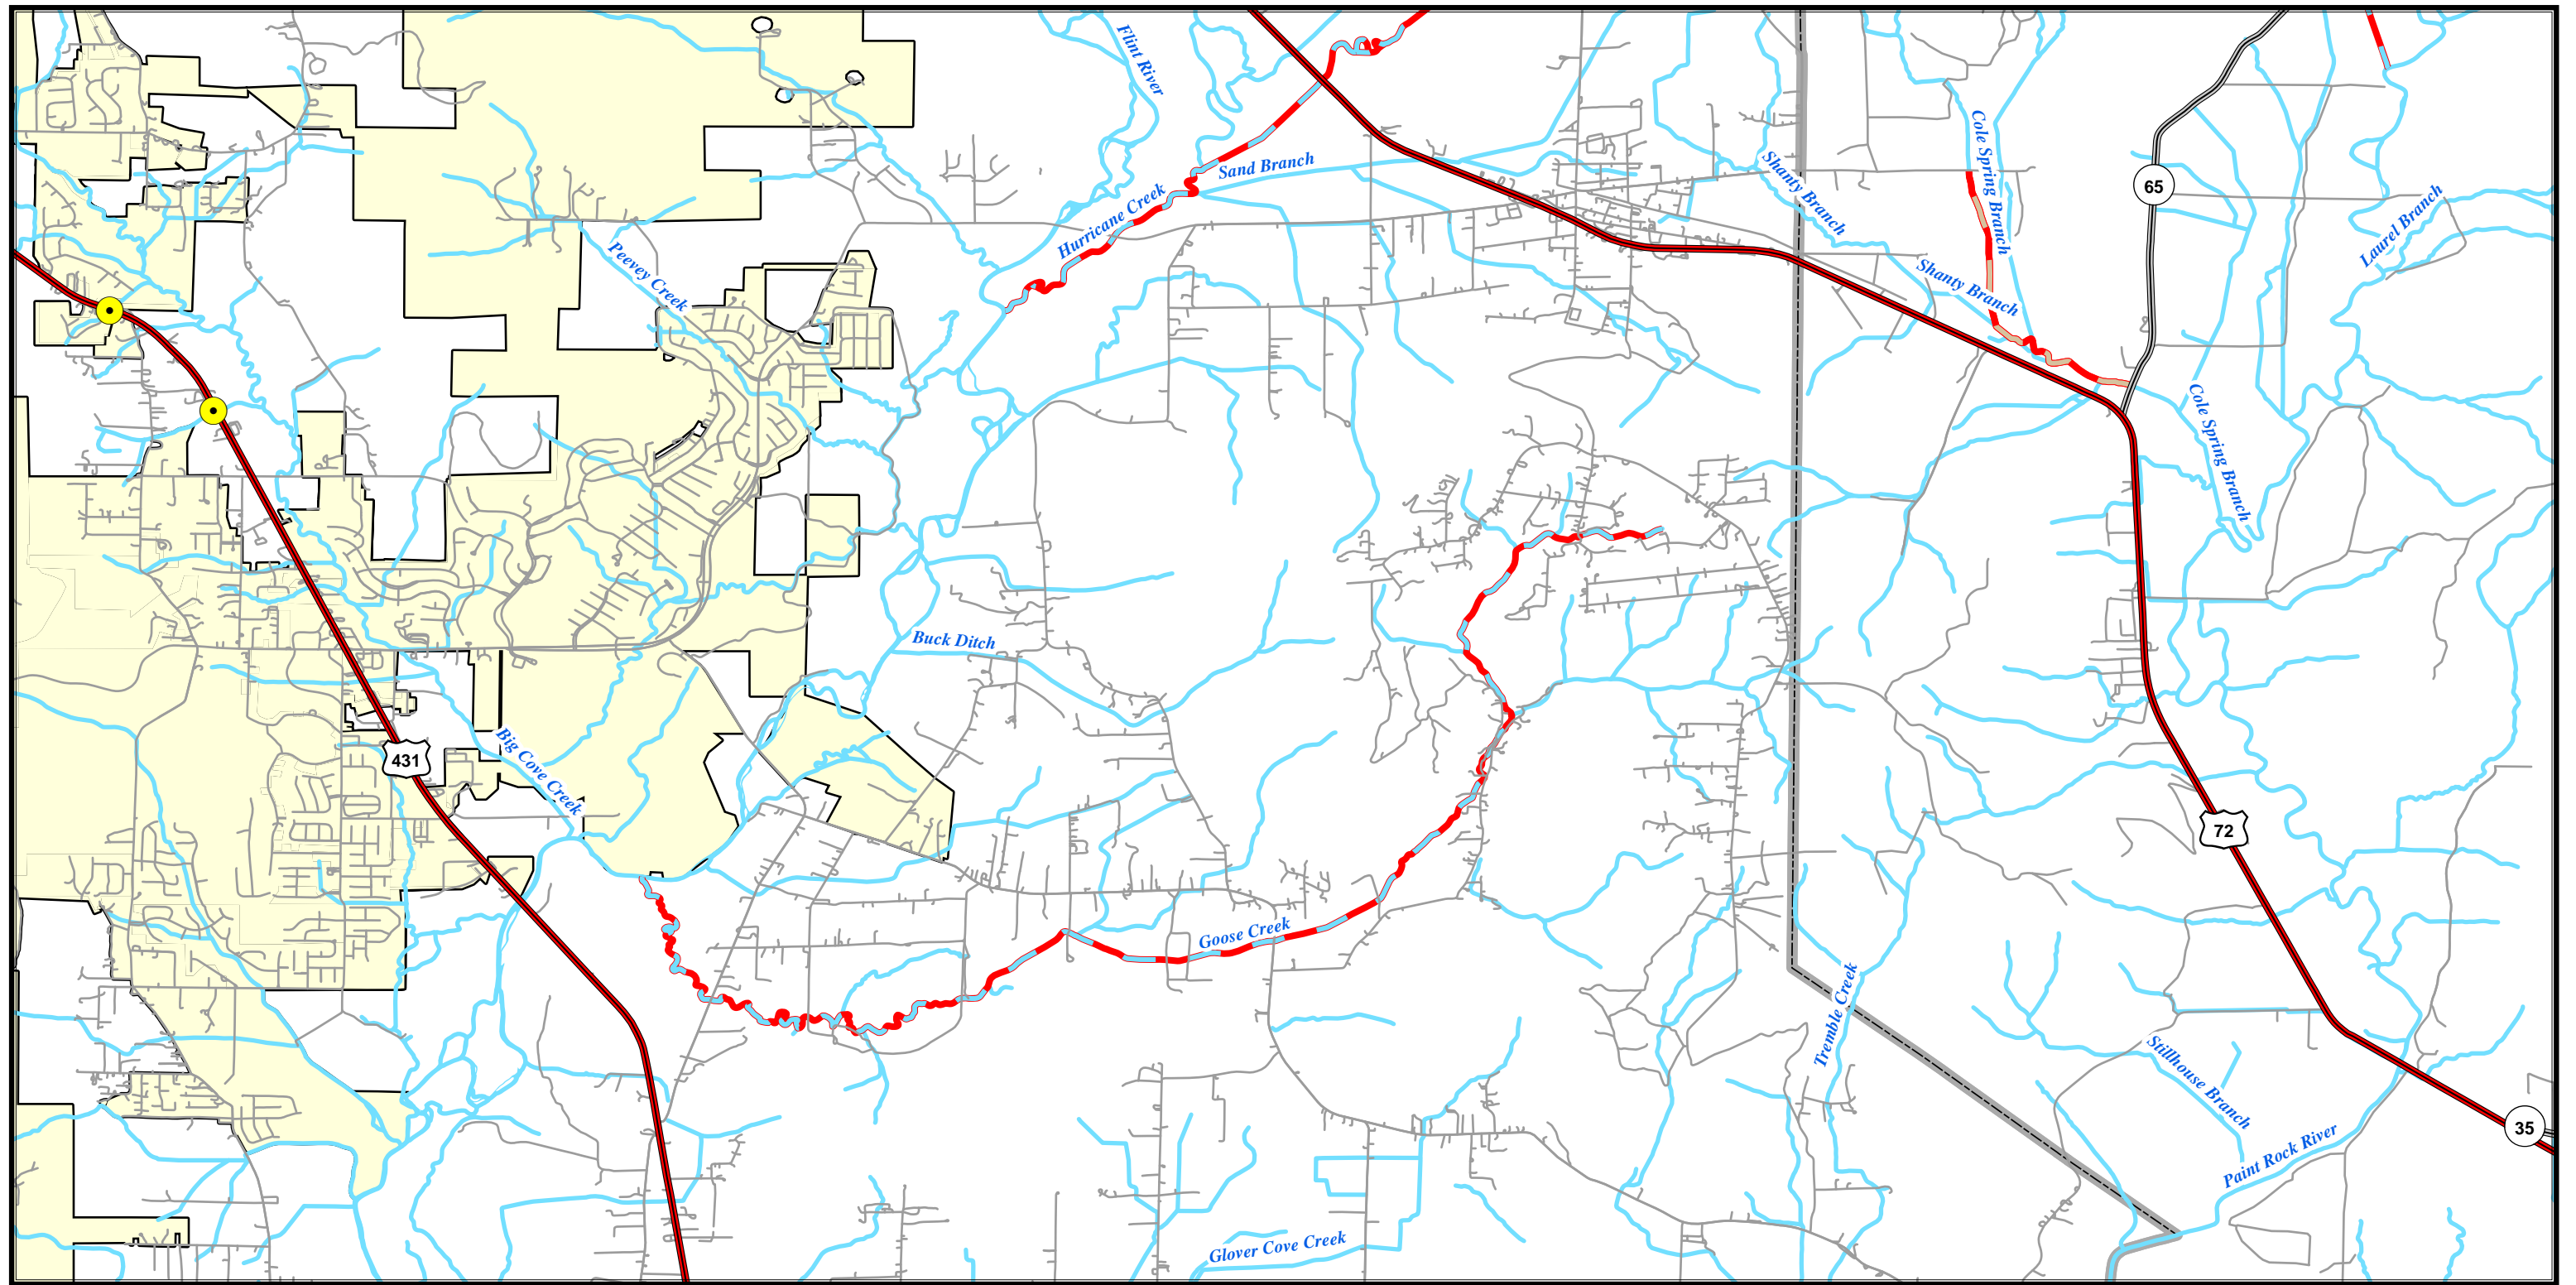 Flint River
Cole Spring Branch
Sand Branch
Shanty Branch
65
Hurricane Creek
Laurel Branch
Peevey Creek
Shanty Branch
Cole Spring Branch
Buck Ditch
Big Cove Creek
431
72
Goose Creek
Tremble Creek
Stillhouse Branch
35
Paint Rock River
Glover Cove Creek